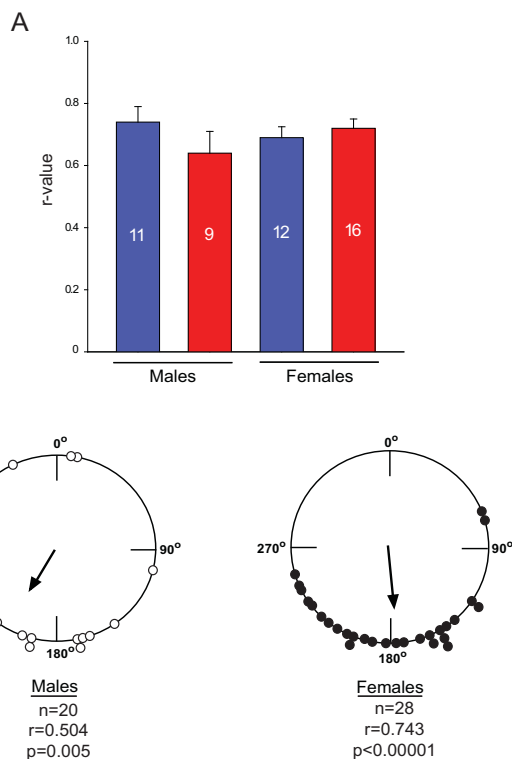 A
1.0
0.8
0.6
0.4
0.2
0
r-value
11
9
12
16
Males
Females
0°
90°
180°
0°
270°
90°
180°
Males
n=20
r=0.504
p=0.005
Females
n=28
r=0.743
p<0.00001